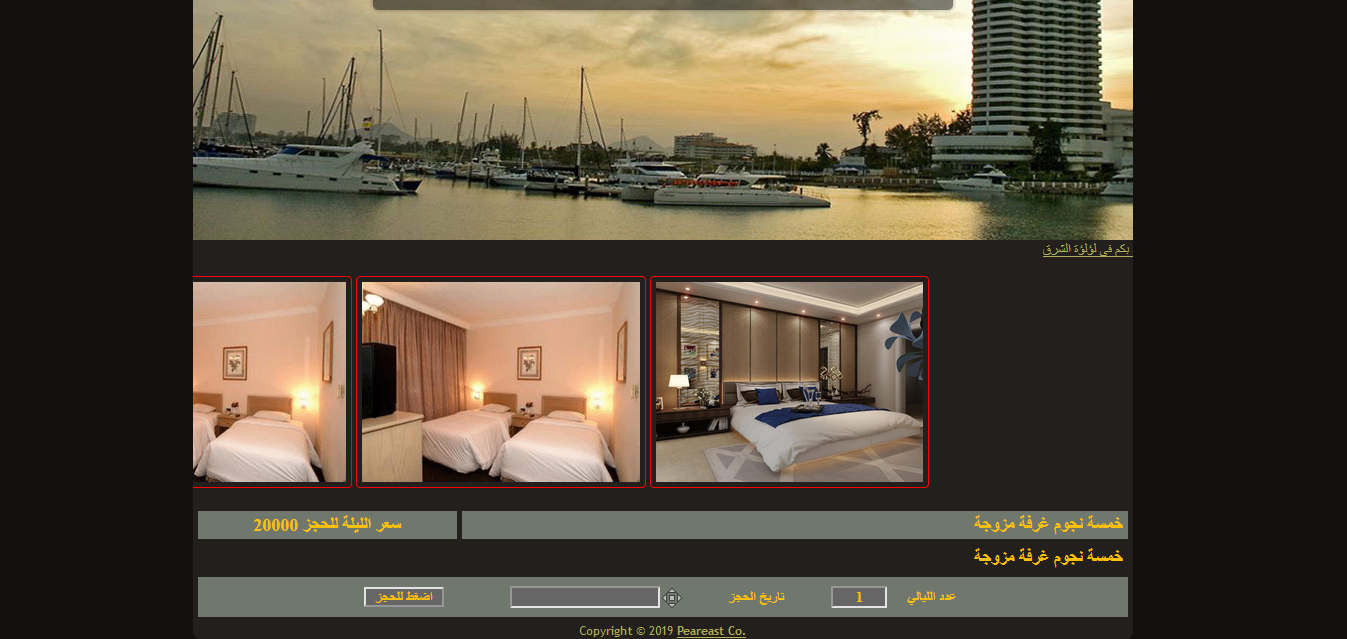 بكم في لؤلؤة الشرق
خمسة نجوم غرفة مزوجة
سعر الليلة للحجز 20000
خمسة نجوم غرفة مزوجة
عدد الليالي 1 تاريخ الحجز اضغط للحجز
Copyright © 2019 Peareast Co.